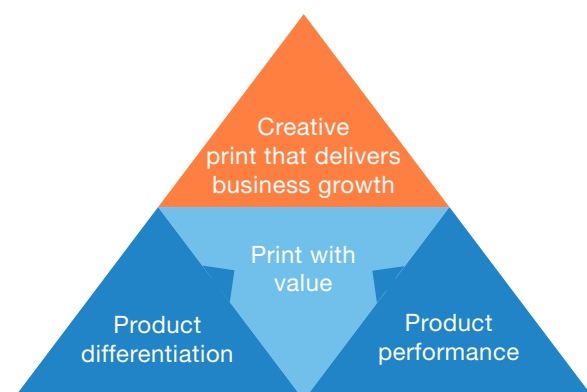 Creative
print that delivers
business growth
Print with
value
Product
differentiation
Product
performance